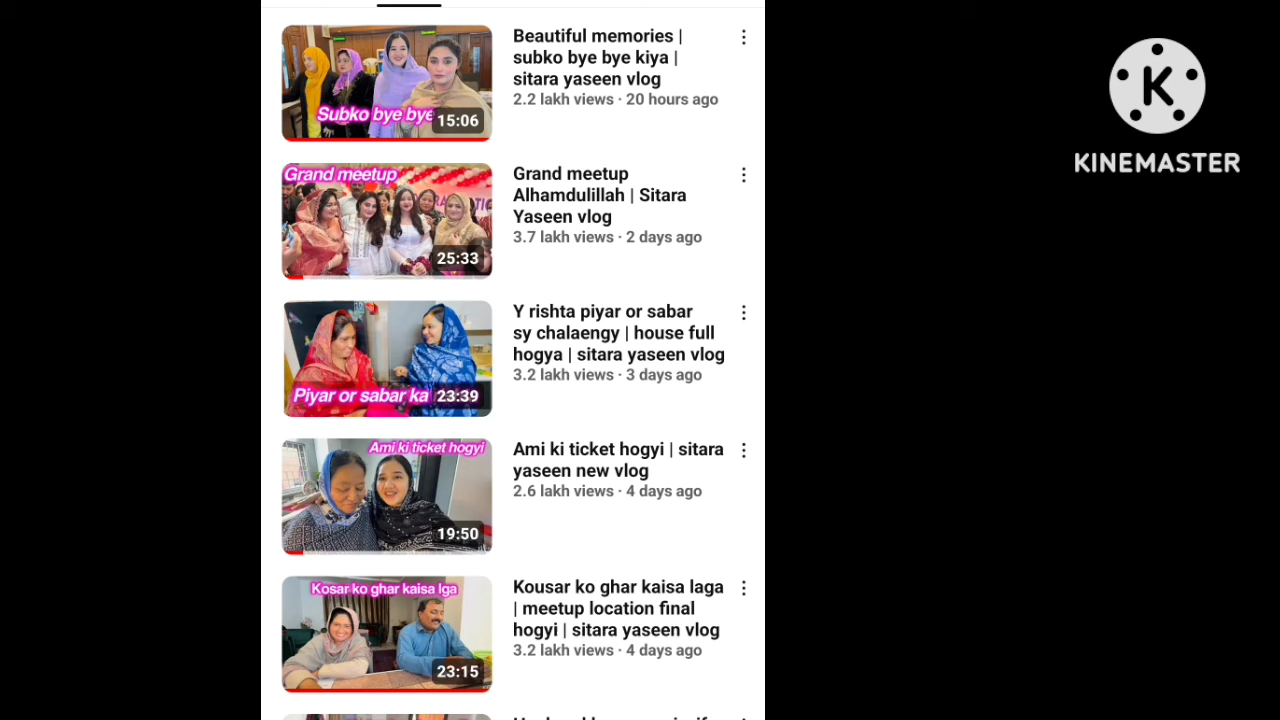 Subko bye bye
15:06
Beautiful memories |
subko bye bye kiya |
sitara yaseen vlog
2.2 lakh views · 20 hours ago
Grand meetup
25:33
Grand meetup
Alhamdulillah | Sitara
Yaseen vlog
3.7 lakh views · 2 days ago
Piyar or sabar ka
23:39
Y rishta piyar or sabar
sy chalaengy | house full
hogya | sitara yaseen vlog
3.2 lakh views · 3 days ago
Ami ki ticket hogyi
19:50
Ami ki ticket hogyi | sitara
yaseen new vlog
2.6 lakh views · 4 days ago
Kosar ko ghar kaisa lga
23:15
Kousar ko ghar kaisa laga
| meetup location final
hogyi | sitara yaseen vlog
3.2 lakh views · 4 days ago
K
KINEMASTER